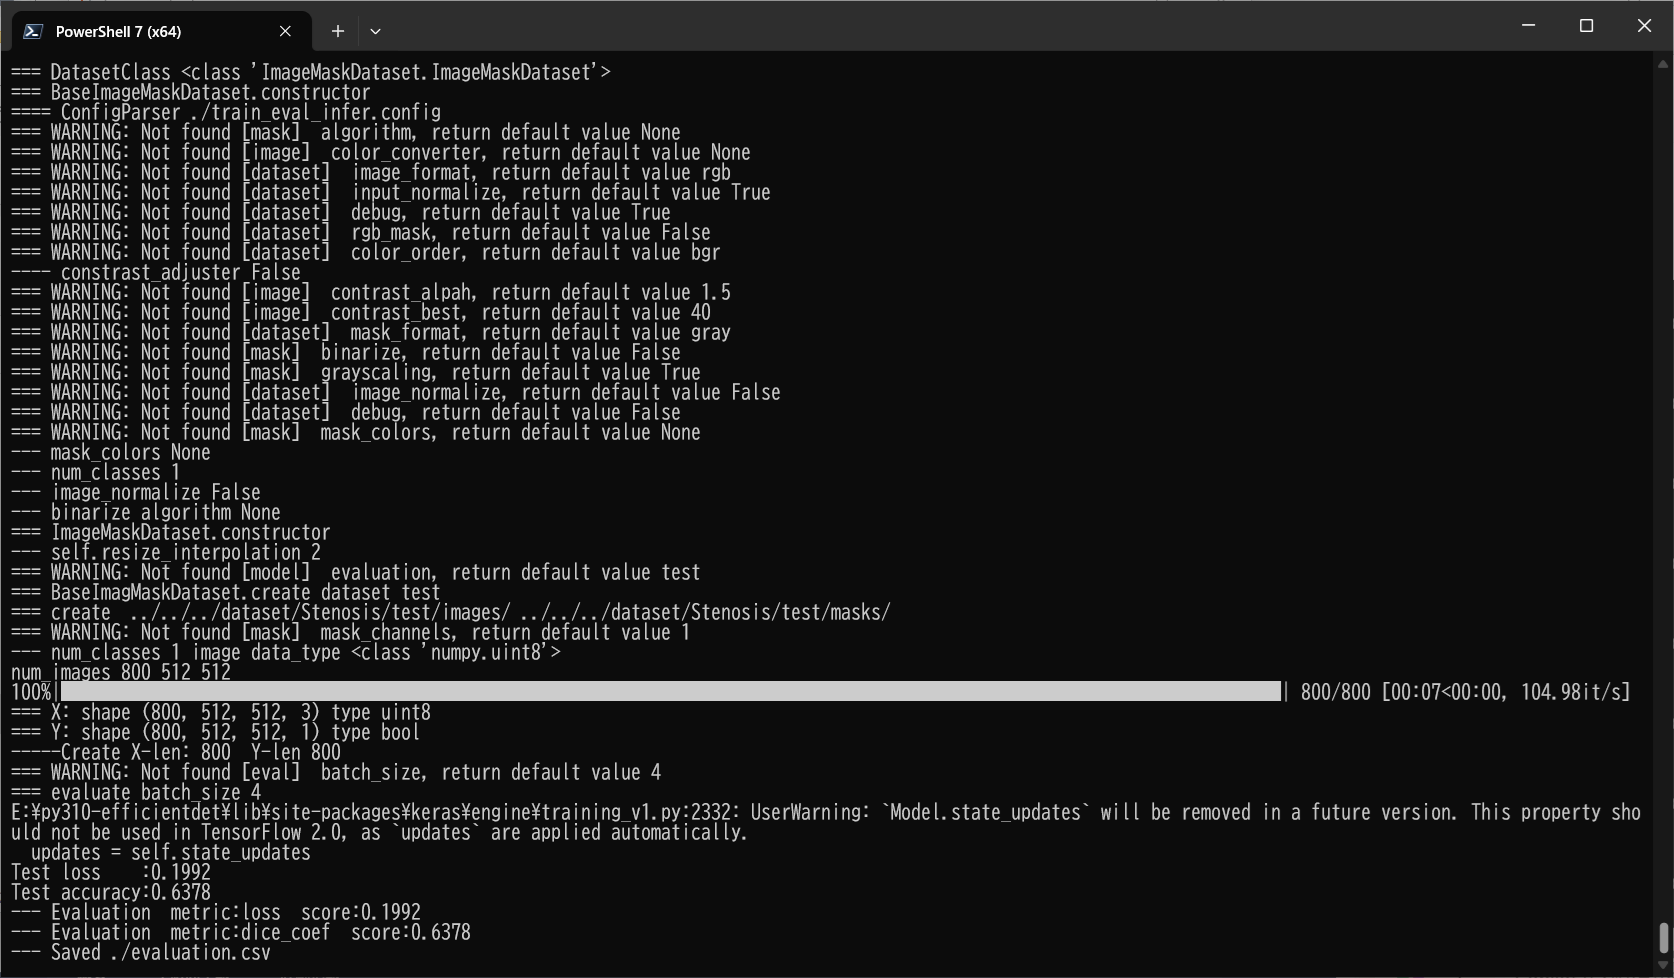 PowerShell 7 (x64)
=== DatasetClass <class 'ImageMaskDataset.ImageMaskDataset'>
=== BaseImageMaskDataset.constructor
==== ConfigParser ./train_eval_infer.config
=== WARNING: Not found [mask]  algorithm, return default value None
=== WARNING: Not found [image]  color_converter, return default value None
=== WARNING: Not found [dataset]  image_format, return default value rgb
=== WARNING: Not found [dataset]  input_normalize, return default value True
=== WARNING: Not found [dataset]  debug, return default value True
=== WARNING: Not found [dataset]  rgb_mask, return default value False
=== WARNING: Not found [dataset]  color_order, return default value bgr
---- constrast_adjuster False
=== WARNING: Not found [image]  contrast_alpah, return default value 1.5
=== WARNING: Not found [image]  contrast_best, return default value 40
=== WARNING: Not found [dataset]  mask_format, return default value gray
=== WARNING: Not found [mask]  binarize, return default value False
=== WARNING: Not found [mask]  grayscaling, return default value True
=== WARNING: Not found [dataset]  image_normalize, return default value False
=== WARNING: Not found [dataset]  debug, return default value False
=== WARNING: Not found [mask]  mask_colors, return default value None
--- mask_colors None
--- num_classes 1
--- image_normalize False
--- binarize algorithm None
=== ImageMaskDataset.constructor
--- self.resize_interpolation 2
=== WARNING: Not found [model]  evaluation, return default value test
=== BaseImagMaskDataset.create dataset test
=== create  ../../../dataset/Stenosis/test/images/ ../../../dataset/Stenosis/test/masks/
=== WARNING: Not found [mask]  mask_channels, return default value 1
--- num_classes 1 image data_type <class 'numpy.uint8'>
num_images 800 512 512
100%| | 800/800 [00:07<00:00, 104.98it/s]
=== X: shape (800, 512, 512, 3) type uint8
=== Y: shape (800, 512, 512, 1) type bool
-----Create X-len: 800  Y-len 800
=== WARNING: Not found [eval]  batch_size, return default value 4
=== evaluate batch_size 4
E:¥py310-efficientdet¥lib¥site-packages¥keras¥engine¥training_v1.py:2332: UserWarning: `Model.state_updates` will be removed in a future version. This property sho
uld not be used in TensorFlow 2.0, as `updates` are applied automatically.
  updates = self.state_updates
Test loss    :0.1992
Test accuracy:0.6378
--- Evaluation  metric:loss  score:0.1992
--- Evaluation  metric:dice_coef  score:0.6378
--- Saved ./evaluation.csv